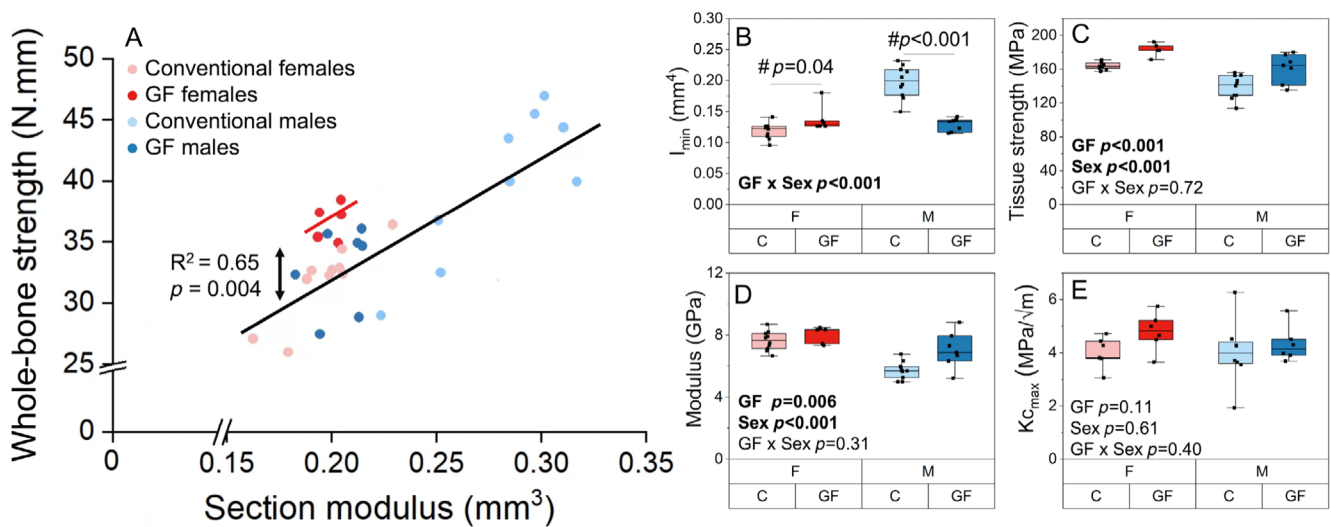 A
Conventional females
GF females
Conventional males
GF males
Whole-bone strength (N.mm)
50
45
40
35
30
25
0
R² = 0.65
p = 0.004
0
0.15
0.20
0.25
0.30
0.35
Section modulus (mm³)
B
Imin (mm⁴)
0.30
0.25
0.20
0.15
0.10
0.05
0.00
#p=0.04
#p<0.001
GF x Sex p<0.001
F
M
C
GF
C
GF
C
Tissue strength (MPa)
200
160
120
80
40
0
GF p<0.001
Sex p<0.001
GF x Sex p=0.72
F
M
C
GF
C
GF
D
Modulus (GPa)
12
8
4
0
GF p=0.006
Sex p<0.001
GF x Sex p=0.31
F
M
C
GF
C
GF
E
Kcmax (MPa/√m)
6
4
2
0
GF p=0.11
Sex p=0.61
GF x Sex p=0.40
F
M
C
GF
C
GF